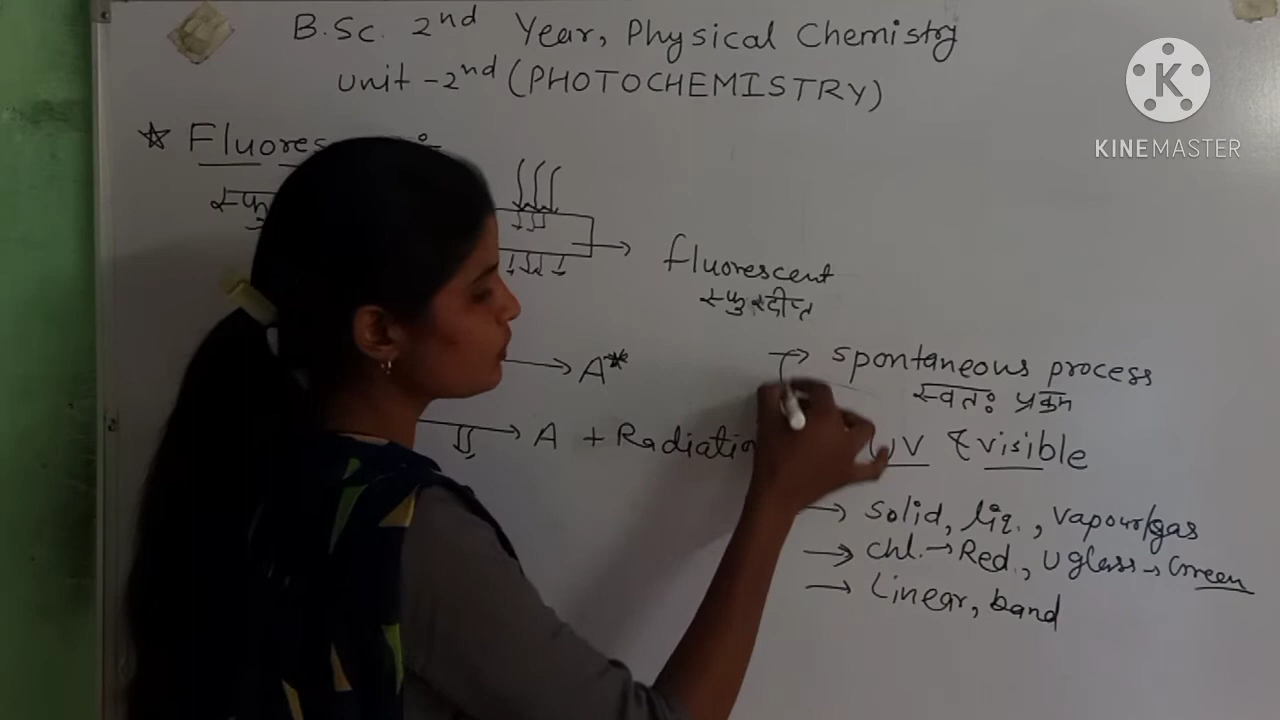 B.Sc. 2nd Year, Physical Chemistry
Unit-2nd (PHOTOCHEMISTRY)
KINEMASTER
☆ Fluores
fluorescent
स्फुरदीप्त
→ A*
→ spontaneous process
स्वतः प्रक्रम
→ A + Radiation
UV & visible
→ Solid, liq., Vapour/gas
→ Chl. → Red., U glass → Green
→ Linear, band